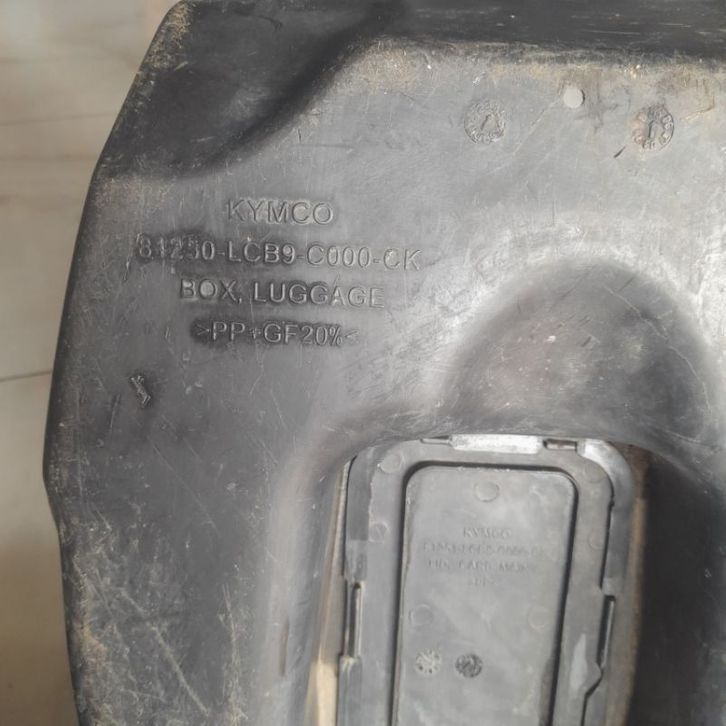 KYMCO
81250-LCB9-C000-CK
BOX, LUGGAGE
>PP+GF20%<
KYMCO